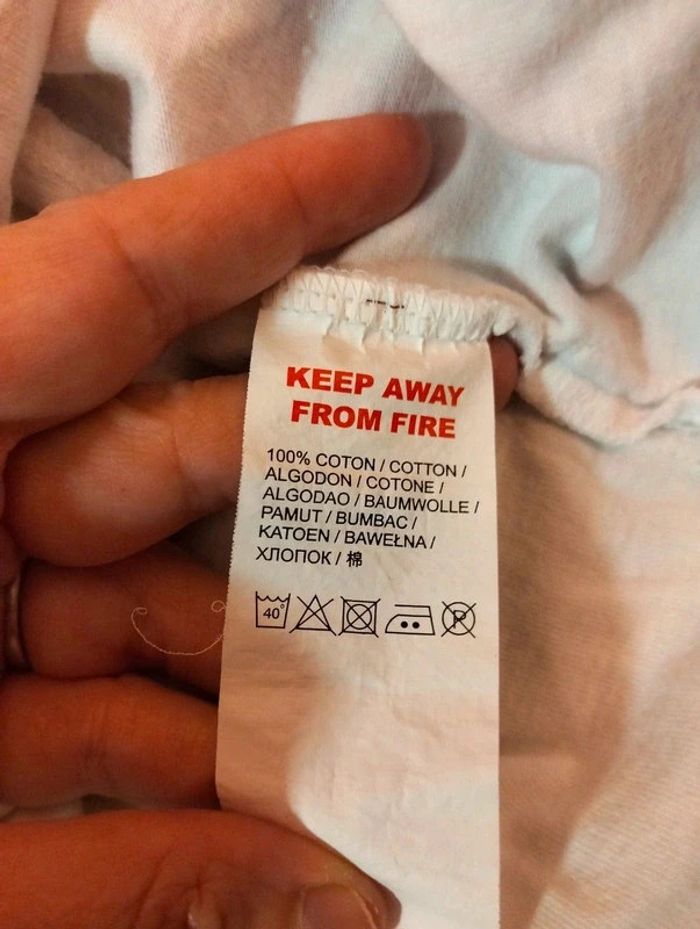 KEEP AWAY
FROM FIRE
100% COTON / COTTON /
ALGODON / COTONE /
ALGODAO / BAUMWOLLE /
PAMUT / BUMBAC /
KATOEN / BAWEŁNA /
ХЛОПОК / 棉
40° P